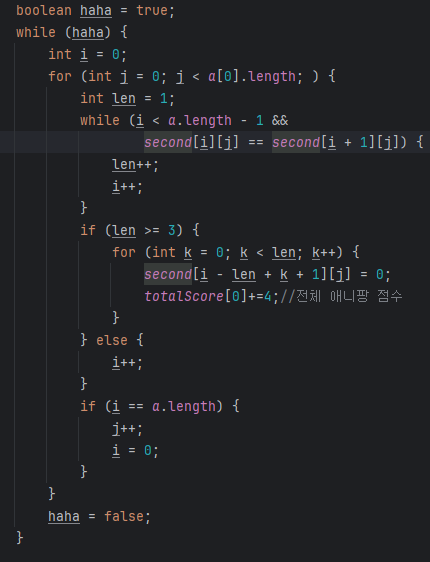 boolean haha = true;
while (haha) {
    int i = 0;
    for (int j = 0; j < a[0].length; ) {
        int len = 1;
        while (i < a.length - 1 &&
                second[i][j] == second[i + 1][j]) {
            len++;
            i++;
        }
        if (len >= 3) {
            for (int k = 0; k < len; k++) {
                second[i - len + k + 1][j] = 0;
                totalScore[0]+=4;//전체 애니팡 점수
            }
        } else {
            i++;
        }
        if (i == a.length) {
            j++;
            i = 0;
        }
    }
    haha = false;
}